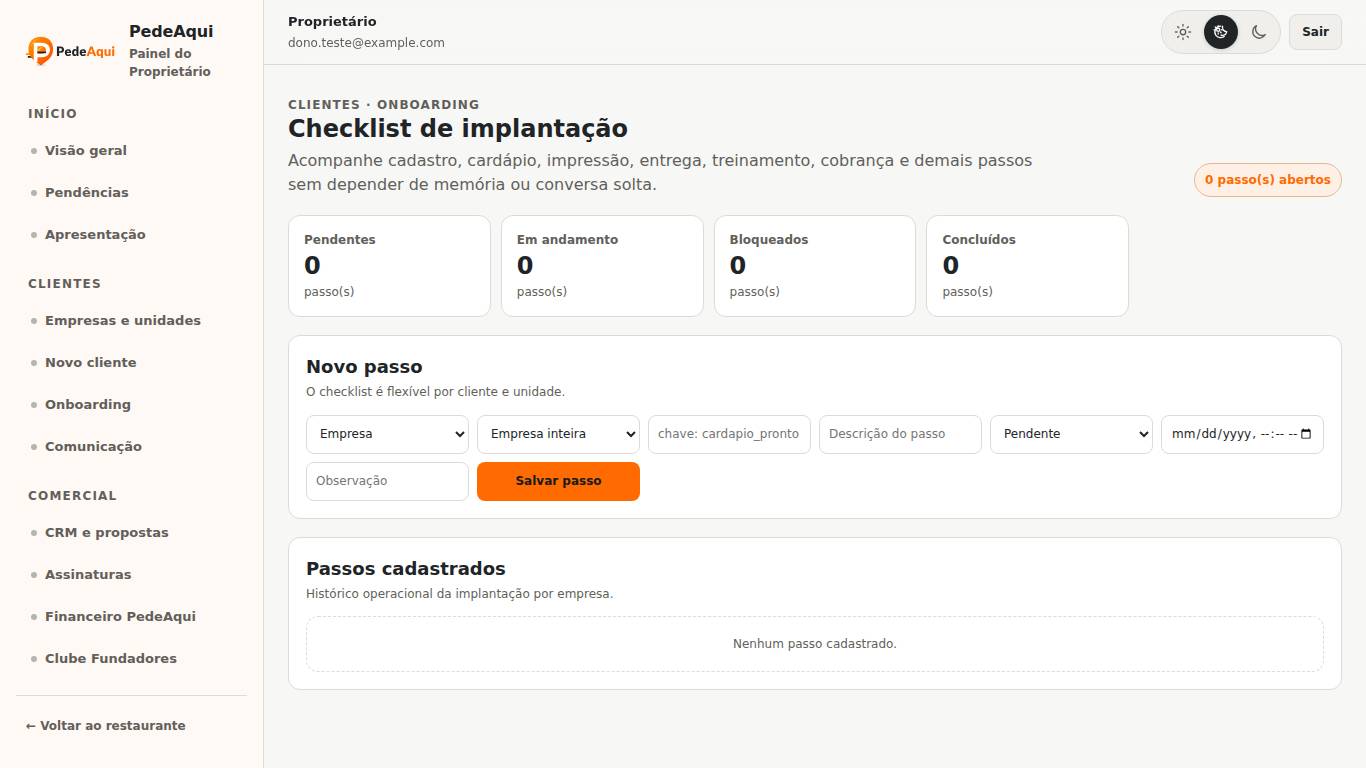 PedeAqui
PedeAqui
Painel do
Proprietário
INÍCIO
Visão geral
Pendências
Apresentação
CLIENTES
Empresas e unidades
Novo cliente
Onboarding
Comunicação
COMERCIAL
CRM e propostas
Assinaturas
Financeiro PedeAqui
Clube Fundadores
← Voltar ao restaurante
Proprietário
dono.teste@example.com
Sair
CLIENTES · ONBOARDING
Checklist de implantação
Acompanhe cadastro, cardápio, impressão, entrega, treinamento, cobrança e demais passos
sem depender de memória ou conversa solta.
0 passo(s) abertos
Pendentes
0
passo(s)
Em andamento
0
passo(s)
Bloqueados
0
passo(s)
Concluídos
0
passo(s)
Novo passo
O checklist é flexível por cliente e unidade.
Empresa
Empresa inteira
chave: cardapio_pronto
Descrição do passo
Pendente
mm/dd/yyyy, --:-- --
Observação
Salvar passo
Passos cadastrados
Histórico operacional da implantação por empresa.
Nenhum passo cadastrado.